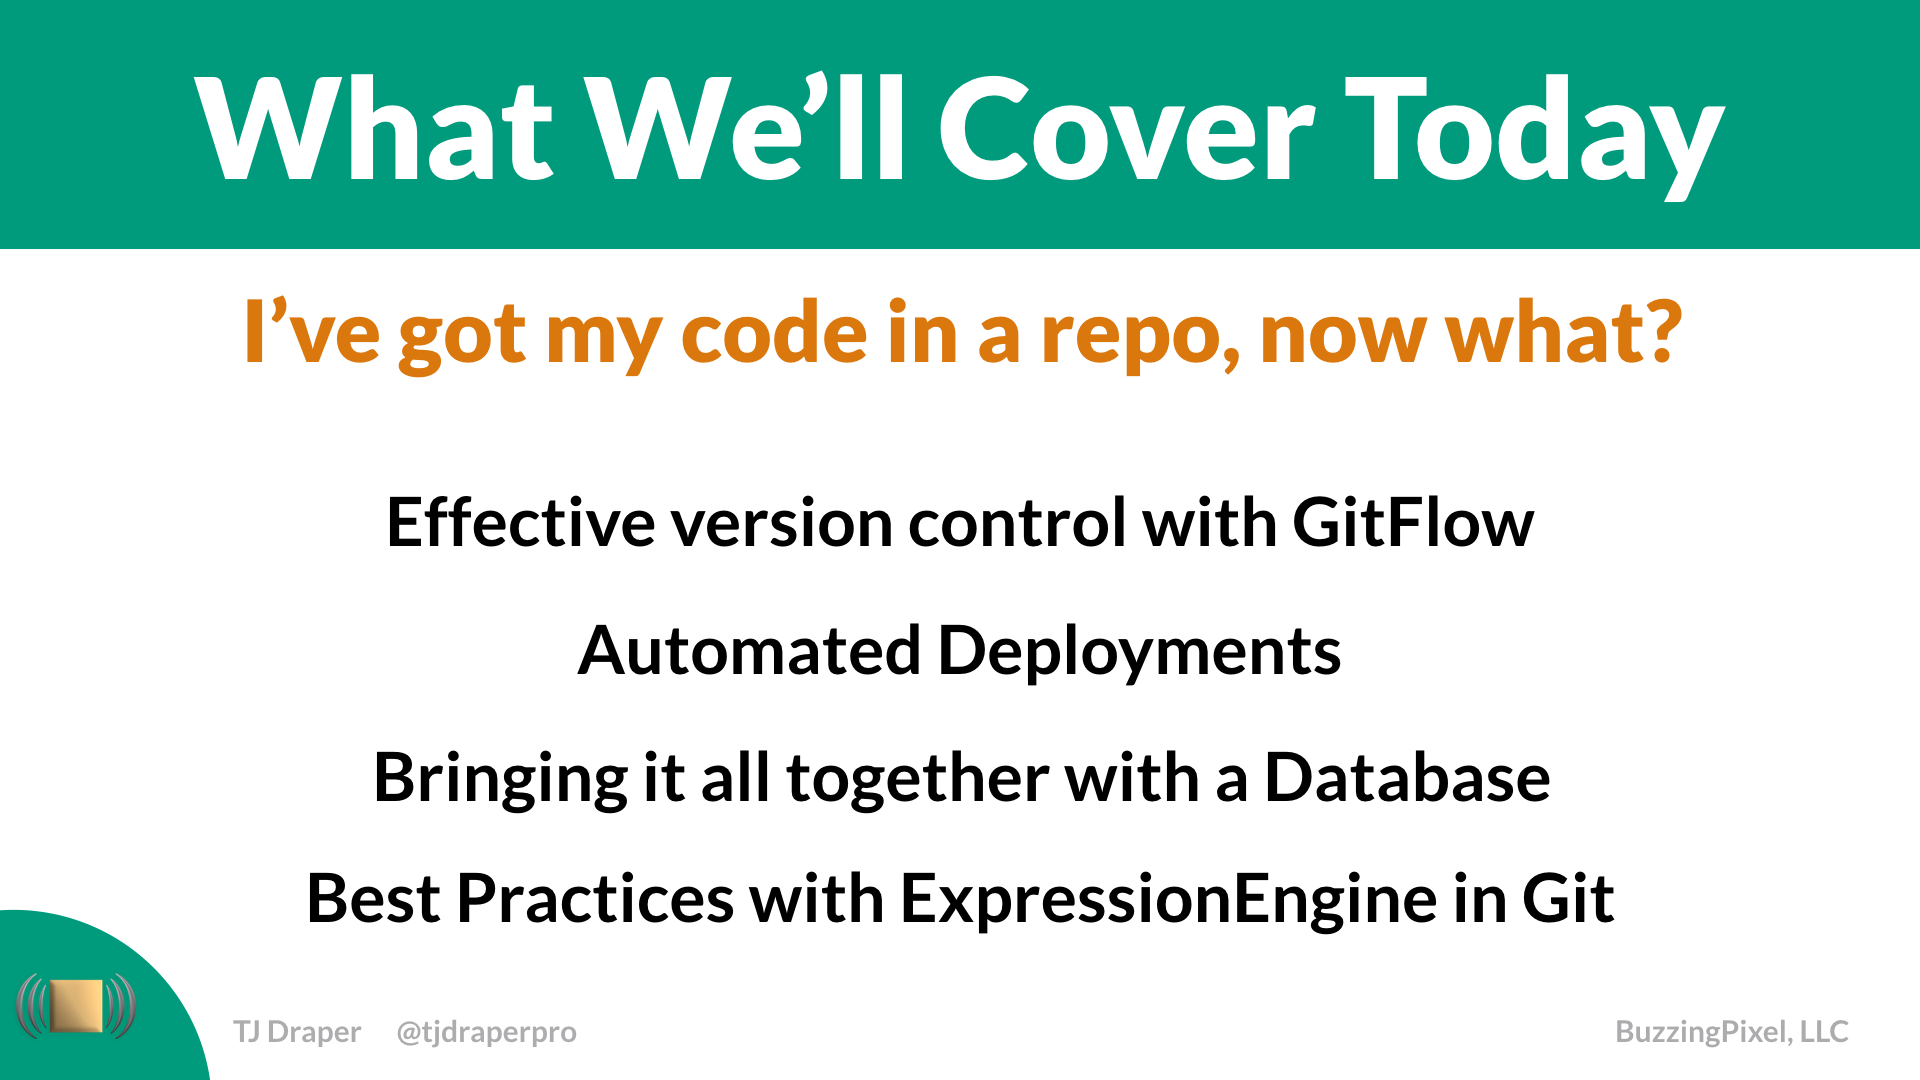 What We’ll Cover Today
I’ve got my code in a repo, now what?
Effective version control with GitFlow
Automated Deployments
Bringing it all together with a Database
Best Practices with ExpressionEngine in Git
TJ Draper @tjdraperpro BuzzingPixel, LLC